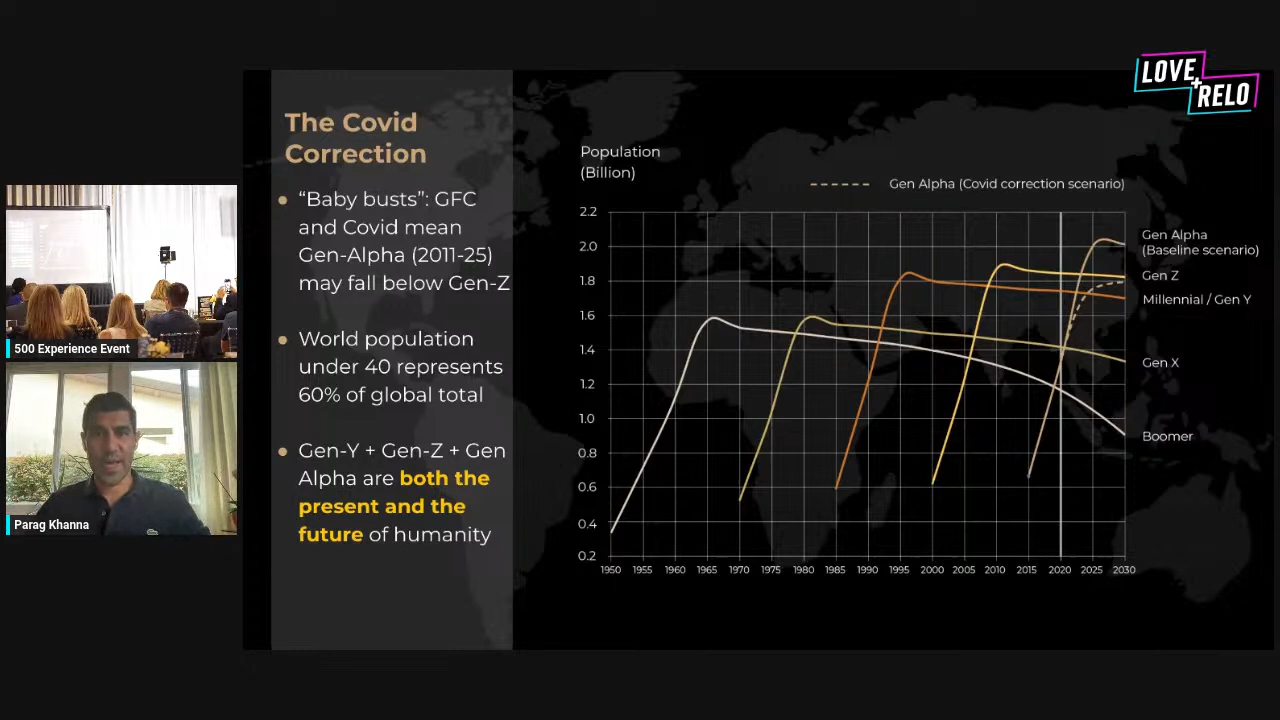 LOVE
+
RELO
The Covid
Correction
“Baby busts”: GFC
and Covid mean
Gen-Alpha (2011-25)
may fall below Gen-Z
World population
under 40 represents
60% of global total
Gen-Y + Gen-Z + Gen
Alpha are both the
present and the
future of humanity
Population
(Billion)
Gen Alpha (Covid correction scenario)
2.2
2.0
1.8
1.6
1.4
1.2
1.0
0.8
0.6
0.4
0.2
1950 1955 1960 1965 1970 1975 1980 1985 1990 1995 2000 2005 2010 2015 2020 2025 2030
Gen Alpha
(Baseline scenario)
Gen Z
Millennial / Gen Y
Gen X
Boomer
500 Experience Event
Parag Khanna